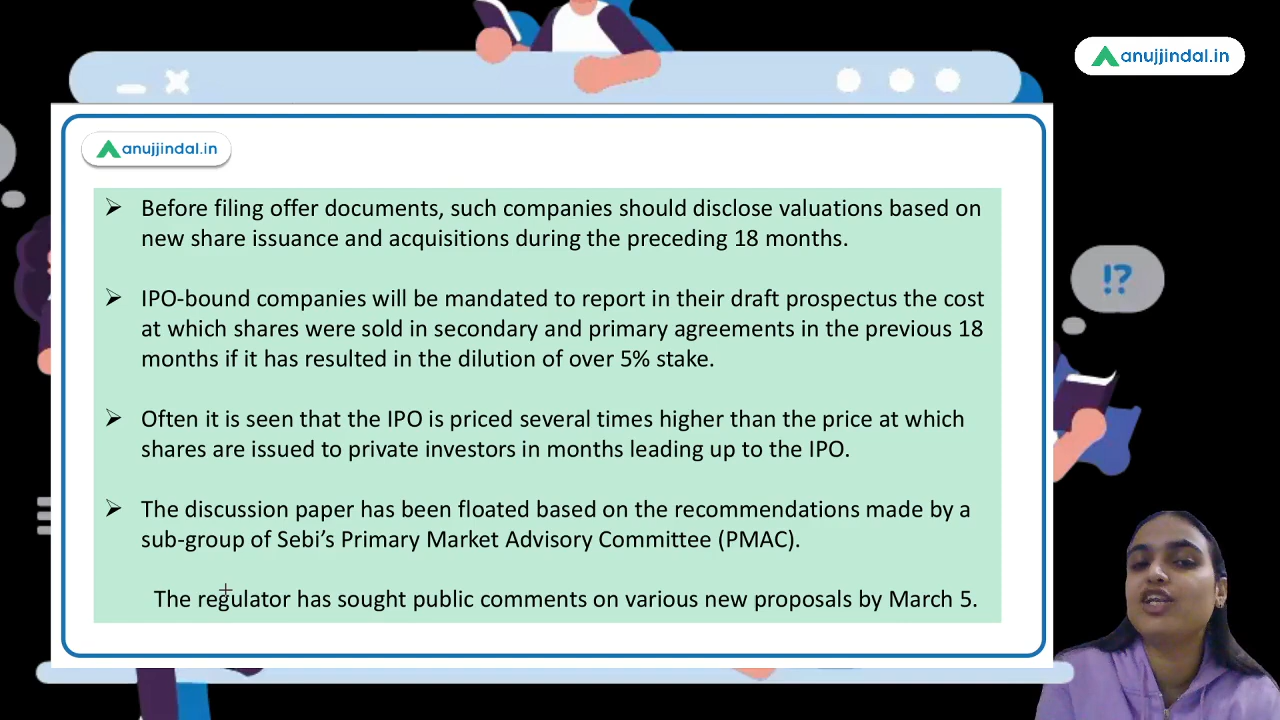 anujjindal.in
anujjindal.in
Before filing offer documents, such companies should disclose valuations based on
new share issuance and acquisitions during the preceding 18 months.
IPO-bound companies will be mandated to report in their draft prospectus the cost
at which shares were sold in secondary and primary agreements in the previous 18
months if it has resulted in the dilution of over 5% stake.
Often it is seen that the IPO is priced several times higher than the price at which
shares are issued to private investors in months leading up to the IPO.
The discussion paper has been floated based on the recommendations made by a
sub-group of Sebi’s Primary Market Advisory Committee (PMAC).
The regulator has sought public comments on various new proposals by March 5.
!?